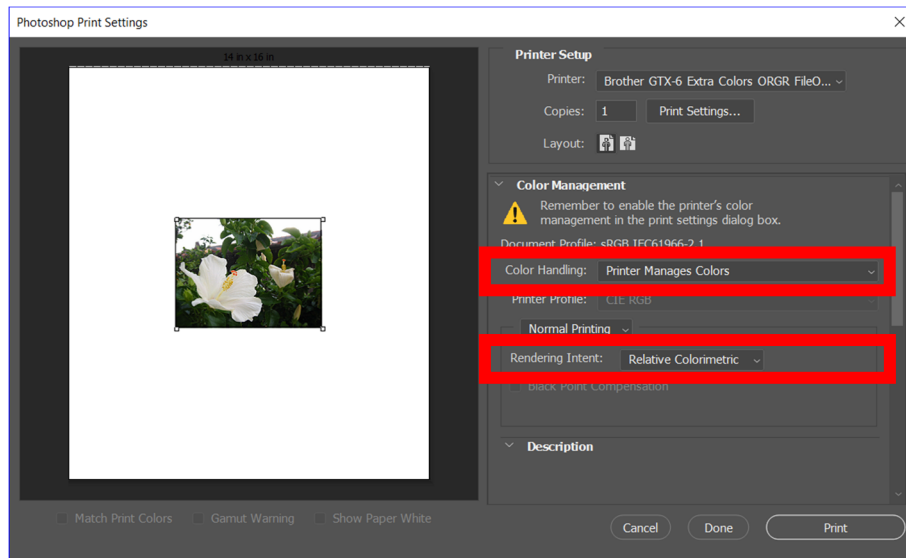 Photoshop Print Settings
14 in x 16 in
Printer Setup
Printer: Brother GTX-6 Extra Colors ORGR FileO...
Copies: 1 Print Settings...
Layout:
Color Management
Remember to enable the printer's color
management in the print settings dialog box.
Document Profile: sRGB IEC61966-2.1
Color Handling: Printer Manages Colors
Printer Profile: CIE RGB
Normal Printing
Rendering Intent: Relative Colorimetric
Black Point Compensation
Description
Match Print Colors Gamut Warning Show Paper White
Cancel Done Print